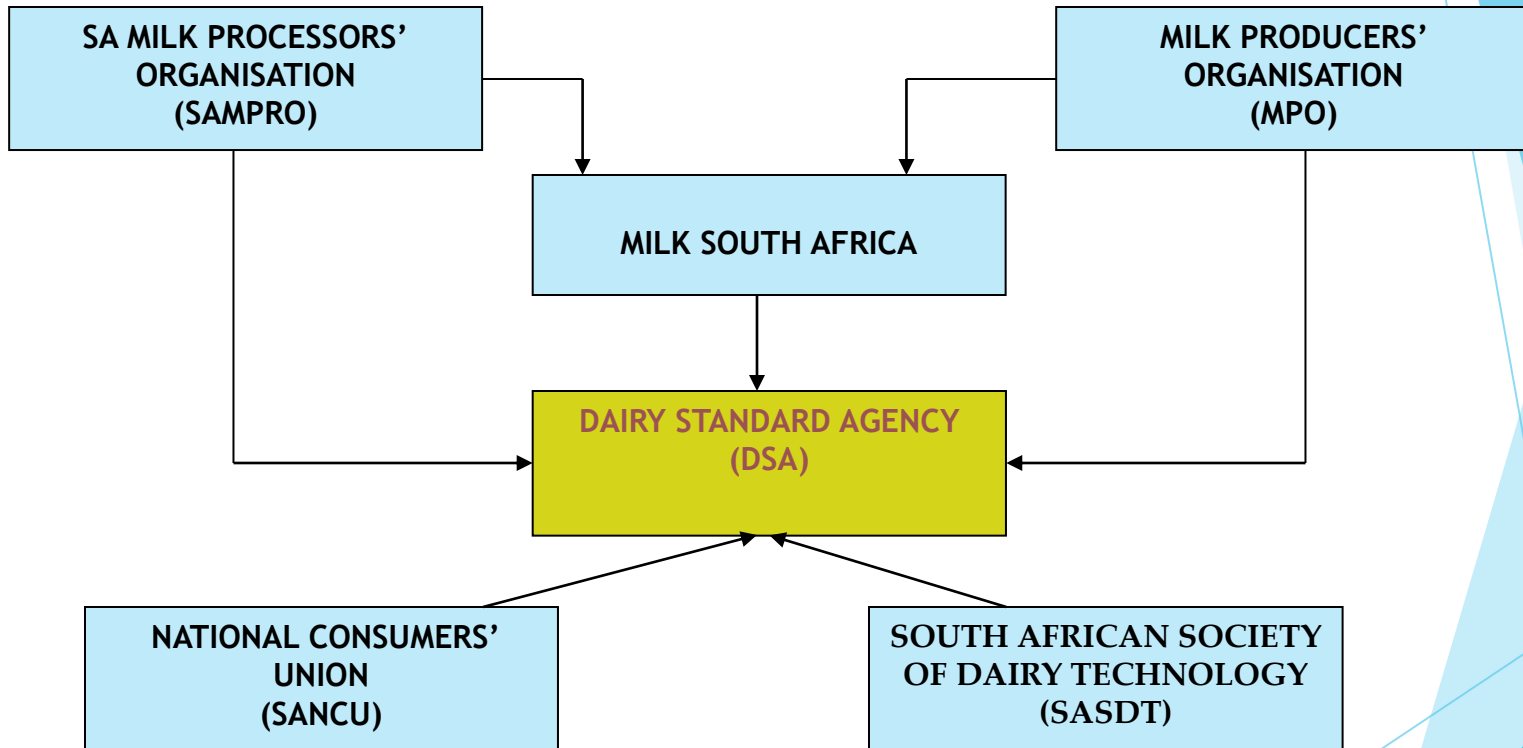 SA MILK PROCESSORS’
ORGANISATION
(SAMPRO)
MILK PRODUCERS’
ORGANISATION
(MPO)
MILK SOUTH AFRICA
DAIRY STANDARD AGENCY
(DSA)
NATIONAL CONSUMERS’
UNION
(SANCU)
SOUTH AFRICAN SOCIETY
OF DAIRY TECHNOLOGY
(SASDT)